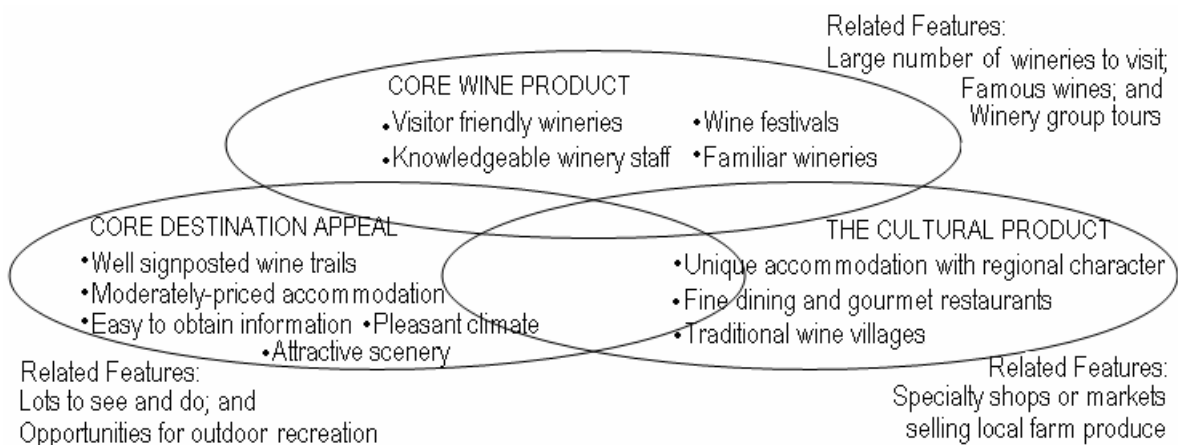 Related Features:
Large number of wineries to visit;
Famous wines; and
Winery group tours
CORE WINE PRODUCT
•Visitor friendly wineries •Wine festivals
•Knowledgeable winery staff •Familiar wineries
CORE DESTINATION APPEAL
•Well signposted wine trails
•Moderately-priced accommodation
•Easy to obtain information •Pleasant climate
•Attractive scenery
THE CULTURAL PRODUCT
•Unique accommodation with regional character
•Fine dining and gourmet restaurants
•Traditional wine villages
Related Features:
Lots to see and do; and
Opportunities for outdoor recreation
Related Features:
Specialty shops or markets
selling local farm produce